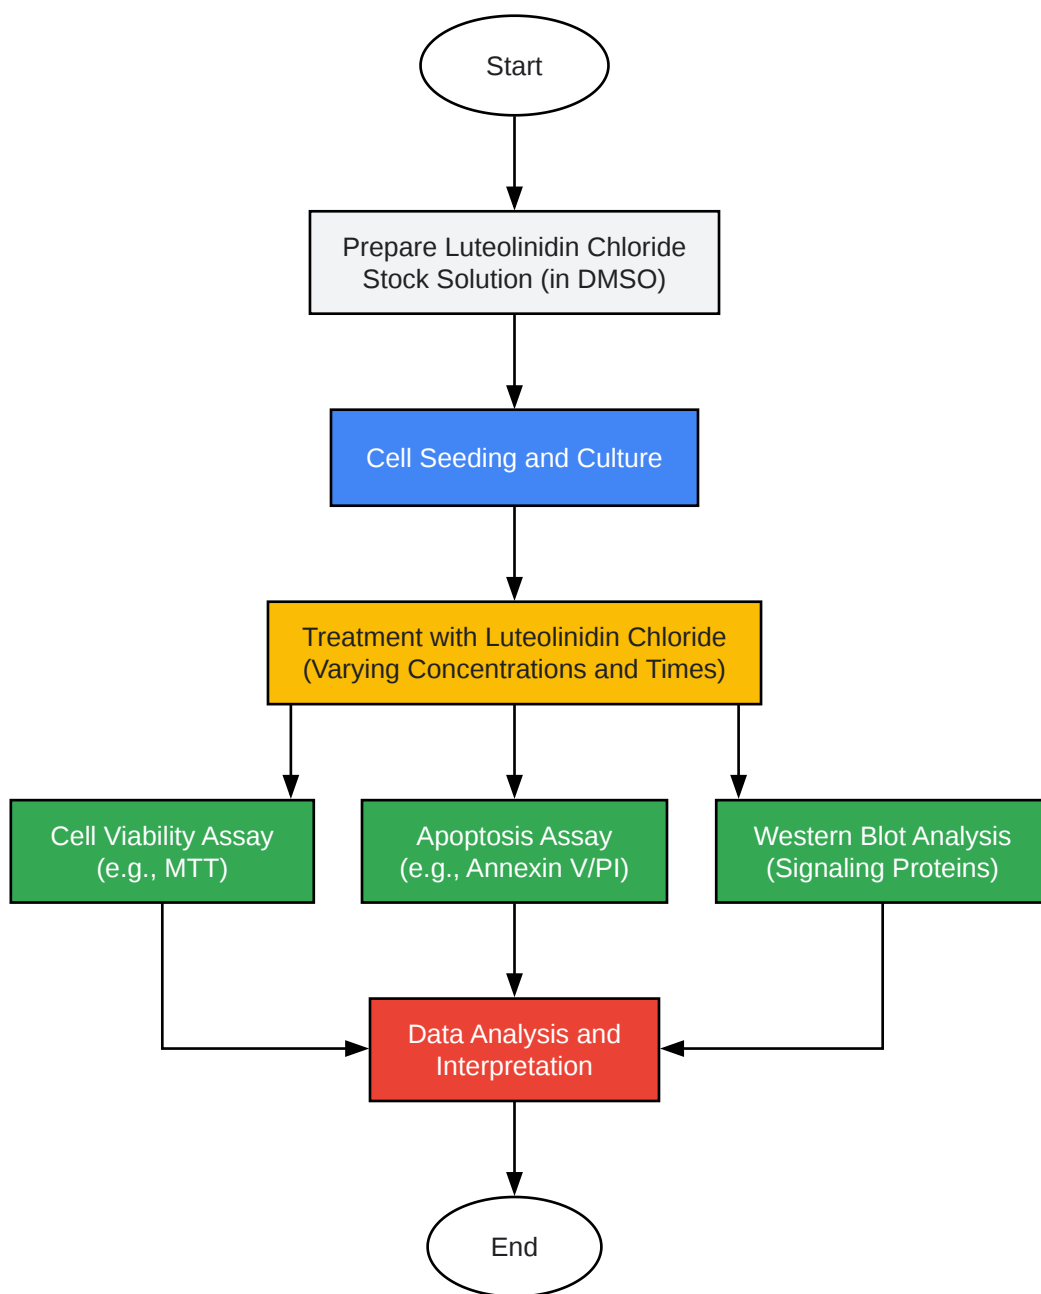 Start
Prepare Luteolinidin Chloride
Stock Solution (in DMSO)
Cell Seeding and Culture
Treatment with Luteolinidin Chloride
(Varying Concentrations and Times)
Cell Viability Assay
(e.g., MTT)
Apoptosis Assay
(e.g., Annexin V/PI)
Western Blot Analysis
(Signaling Proteins)
Data Analysis and
Interpretation
End